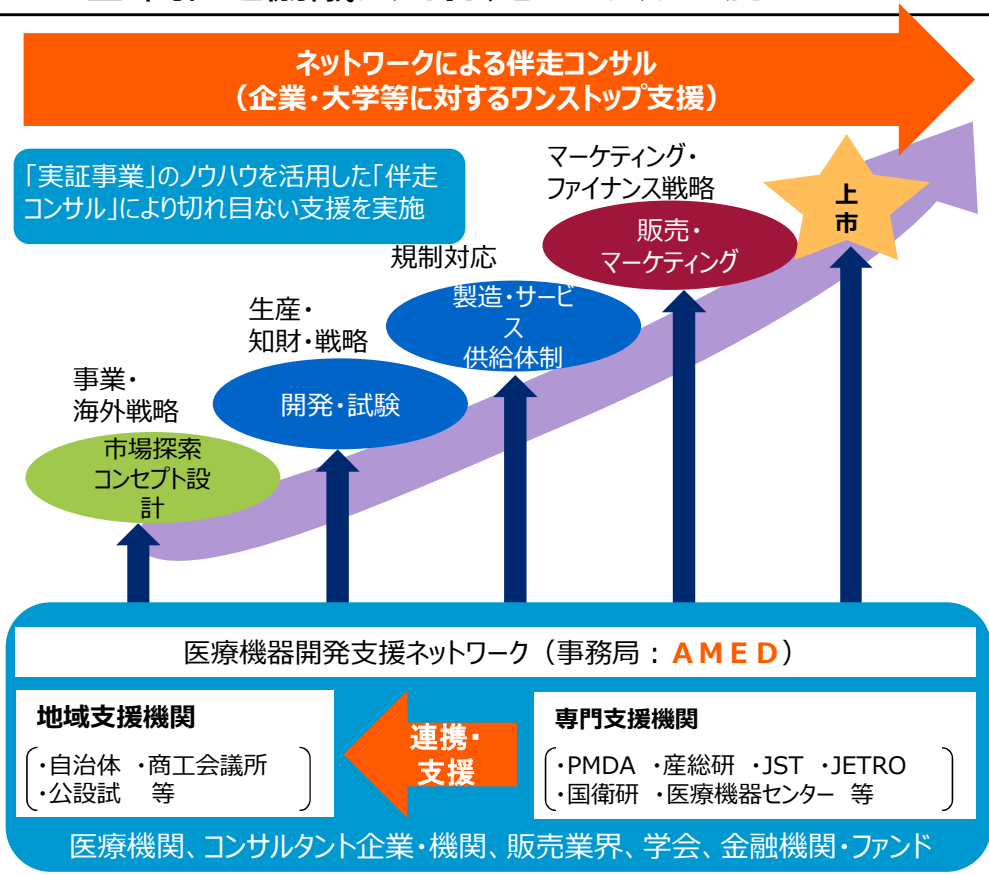 ネットワークによる伴走コンサル
（企業・大学等に対するワンストップ支援）
「実証事業」のノウハウを活用した「伴走
コンサル」により切れ目ない支援を実施
マーケティング・
ファイナンス戦略
上
市
販売・
マーケティング
規制対応
製造・サービ
ス
供給体制
生産・
知財・戦略
開発・試験
事業・
海外戦略
市場探索
コンセプト設
計
医療機器開発支援ネットワーク（事務局：ＡＭＥＤ）
地域支援機関
・自治体　・商工会議所
・公設試　等
連携・
支援
専門支援機関
・PMDA　・産総研　・JST　・JETRO
・国衛研　・医療機器センター　等
医療機関、コンサルタント企業・機関、販売業界、学会、金融機関・ファンド